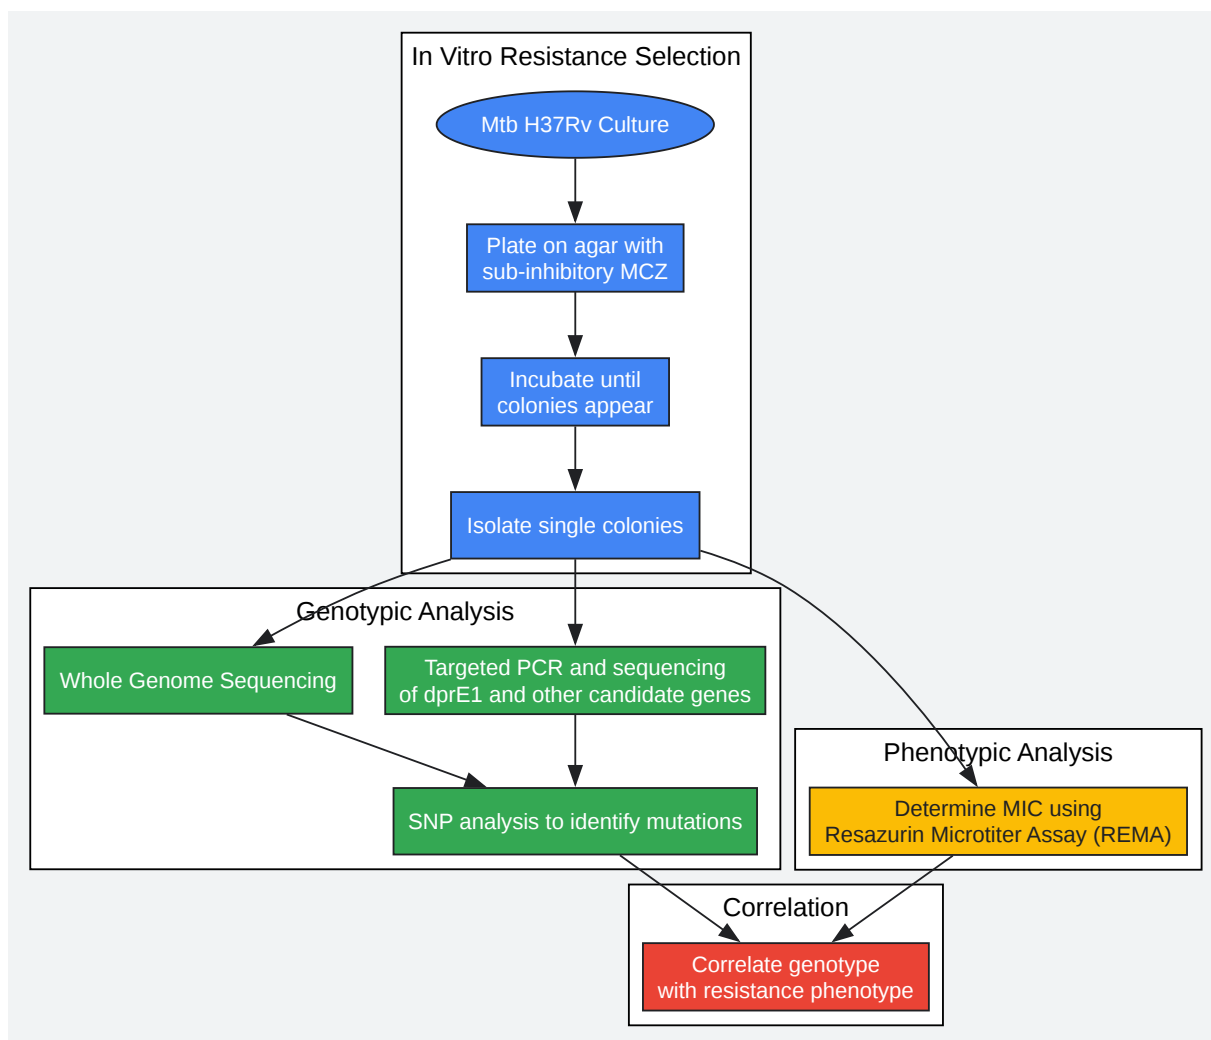 In Vitro Resistance Selection
Mtb H37Rv Culture
Plate on agar with
sub-inhibitory MCZ
Incubate until
colonies appear
Isolate single colonies
Genotypic Analysis
Whole Genome Sequencing
Targeted PCR and sequencing
of dprE1 and other candidate genes
SNP analysis to identify mutations
Phenotypic Analysis
Determine MIC using
Resazurin Microtiter Assay (REMA)
Correlation
Correlate genotype
with resistance phenotype